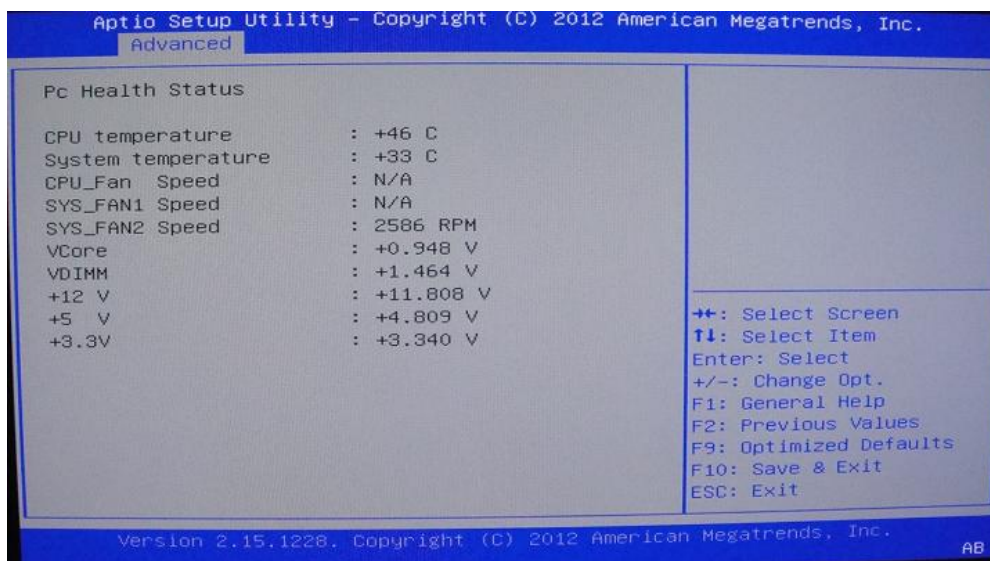 Aptio Setup Utility – Copyright (C) 2012 American Megatrends, Inc.
Advanced
Pc Health Status
CPU temperature : +46 C
System temperature : +33 C
CPU_Fan Speed : N/A
SYS_FAN1 Speed : N/A
SYS_FAN2 Speed : 2586 RPM
VCore : +0.948 V
VDIMM : +1.464 V
+12 V : +11.808 V
+5 V : +4.809 V
+3.3V : +3.340 V
→←: Select Screen
↑↓: Select Item
Enter: Select
+/-: Change Opt.
F1: General Help
F2: Previous Values
F9: Optimized Defaults
F10: Save & Exit
ESC: Exit
Version 2.15.1228. Copyright (C) 2012 American Megatrends, Inc.
AB